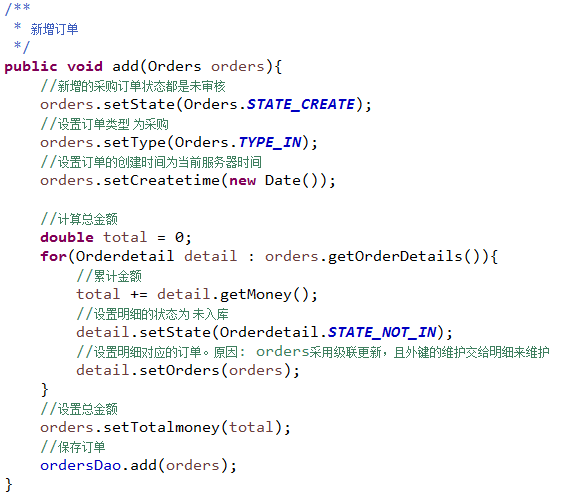 /**
 * 新增订单
 */
public void add(Orders orders){
    //新增的采购订单状态都是未审核
    orders.setState(Orders.STATE_CREATE);
    //设置订单类型 为采购
    orders.setType(Orders.TYPE_IN);
    //设置订单的创建时间为当前服务器时间
    orders.setCreatetime(new Date());

    //计算总金额
    double total = 0;
    for(Orderdetail detail : orders.getOrderDetails()){
        //累计金额
        total += detail.getMoney();
        //设置明细的状态为 未入库
        detail.setState(Orderdetail.STATE_NOT_IN);
        //设置明细对应的订单。原因: orders采用级联更新，且外键的维护交给明细来维护
        detail.setOrders(orders);
    }
    //设置总金额
    orders.setTotalmoney(total);
    //保存订单
    ordersDao.add(orders);
}